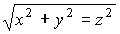 √(x² + y² = z²)